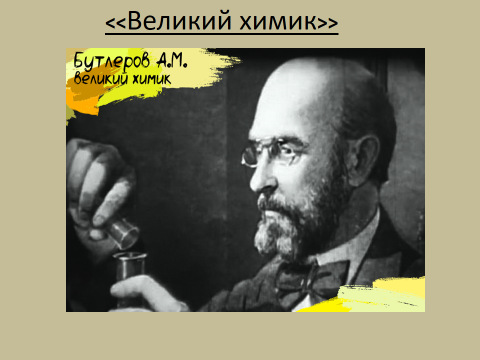 <<Великий химик>>
Бутлеров А.М.
великий химик